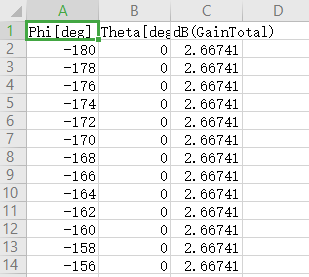 A B C D
1 Phi[deg] Theta[deg dB(GainTotal)
2 -180 0 2.66741
3 -178 0 2.66741
4 -176 0 2.66741
5 -174 0 2.66741
6 -172 0 2.66741
7 -170 0 2.66741
8 -168 0 2.66741
9 -166 0 2.66741
10 -164 0 2.66741
11 -162 0 2.66741
12 -160 0 2.66741
13 -158 0 2.66741
14 -156 0 2.66741